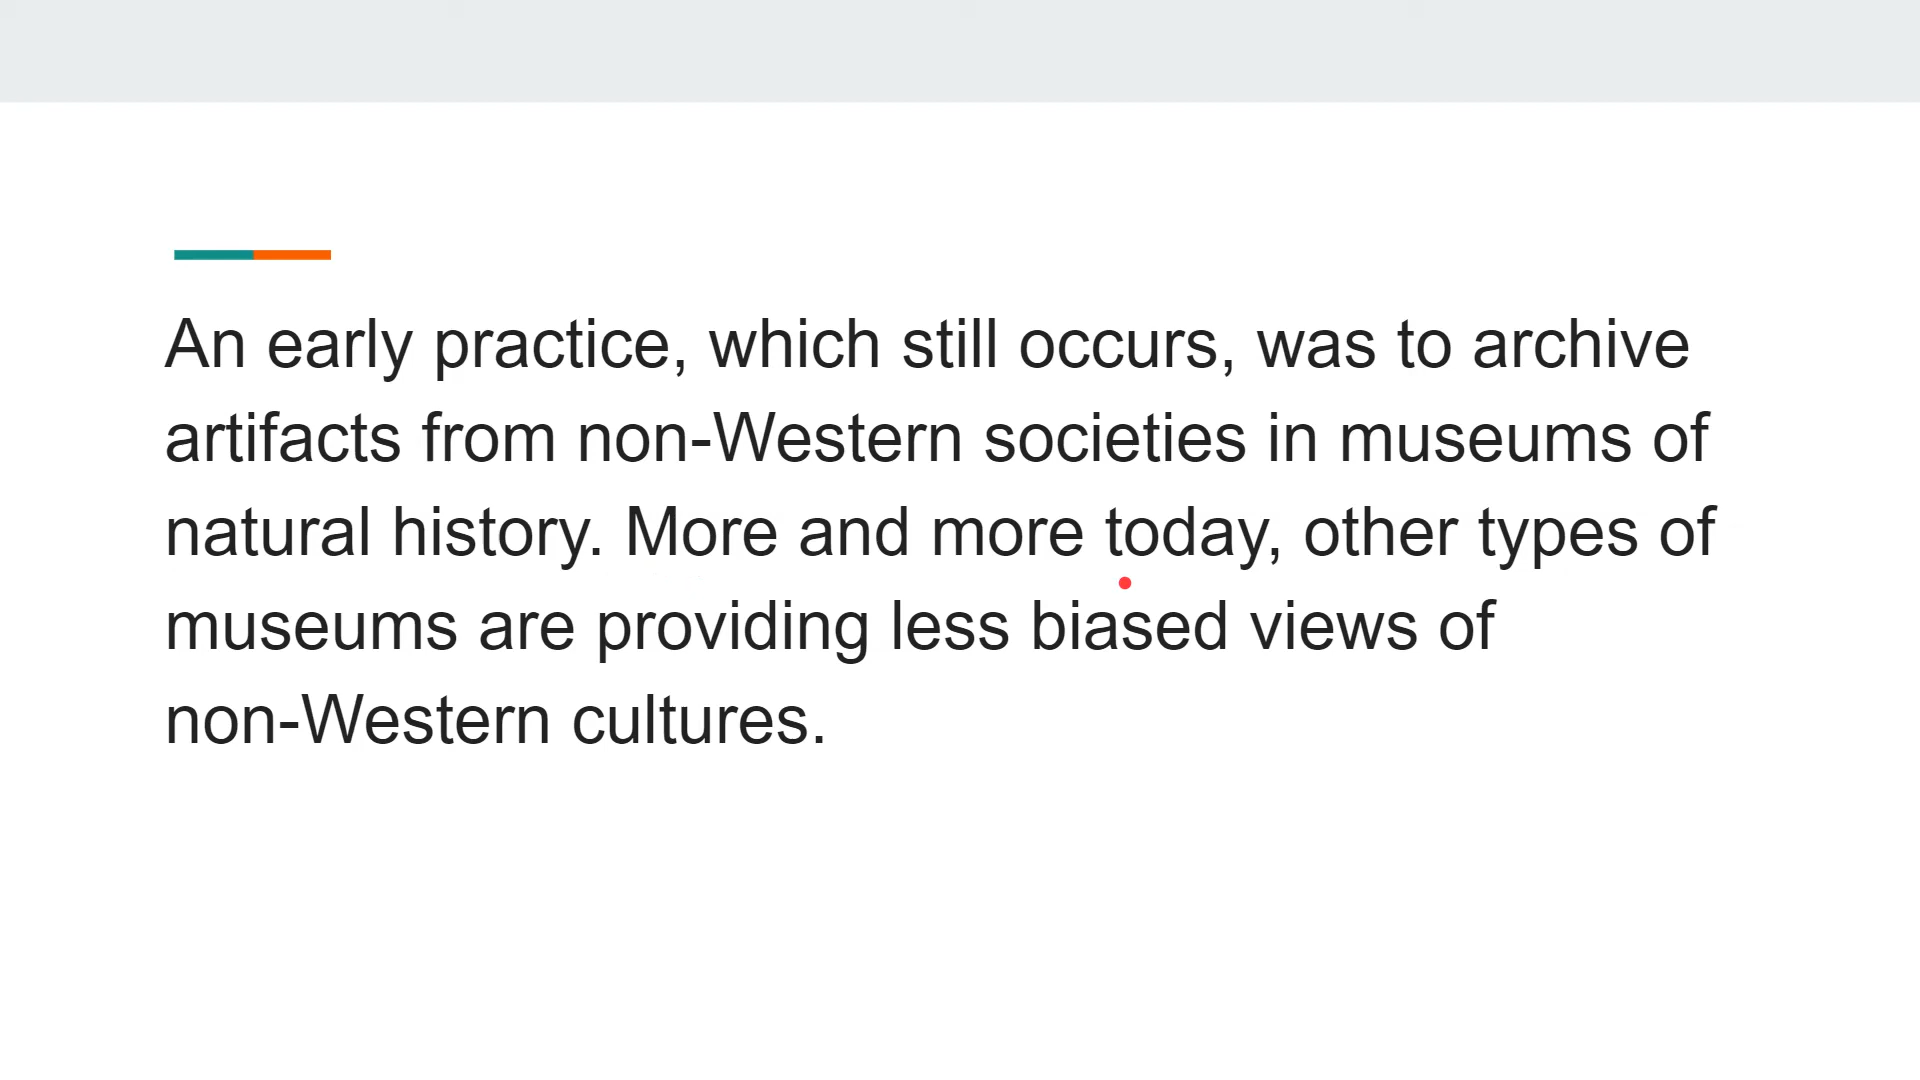 An early practice, which still occurs, was to archive
artifacts from non-Western societies in museums of
natural history. More and more today, other types of
museums are providing less biased views of
non-Western cultures.